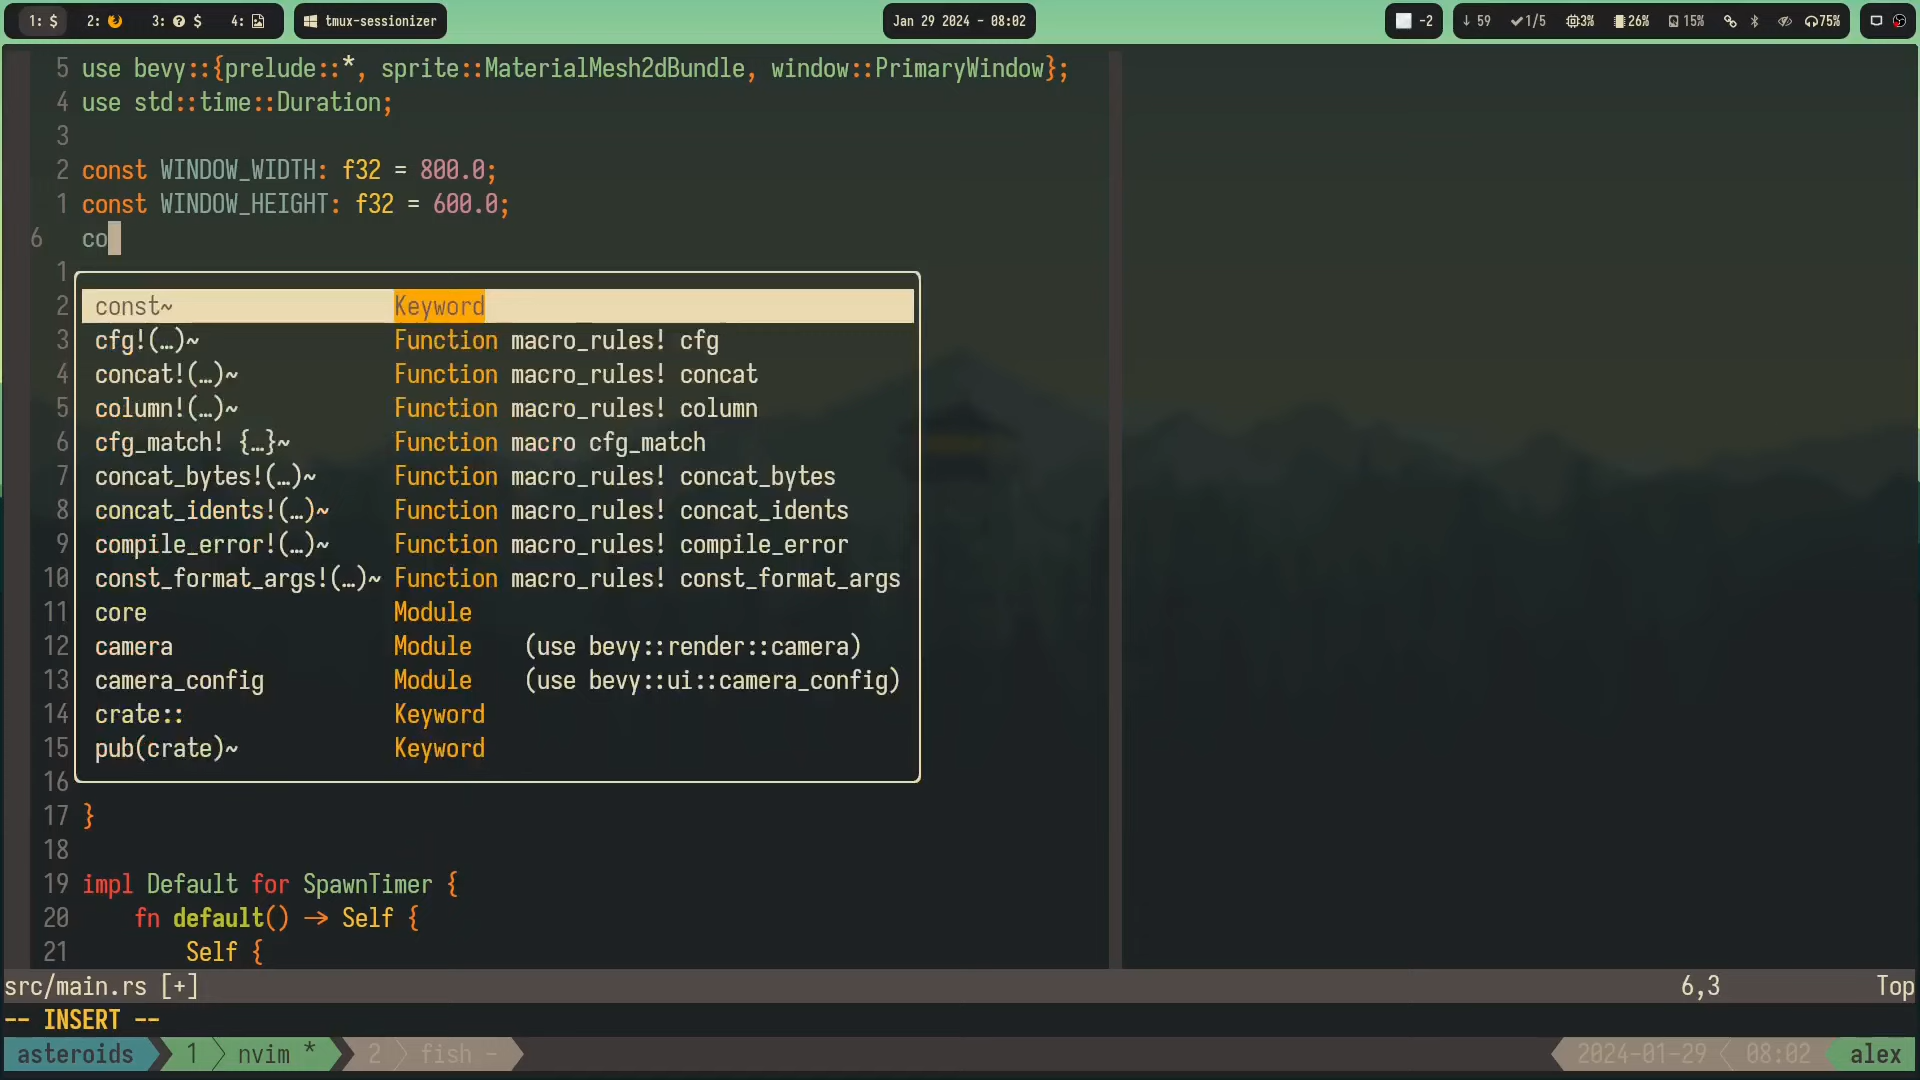 1: $ 2: 3: $ 4: tmux-sessionizer Jan 29 2024 - 08:02 -2 ↓ 59 1/5 3% 26% 15% 75%
5 use bevy::{prelude::*, sprite::MaterialMesh2dBundle, window::PrimaryWindow};
4 use std::time::Duration;
3
2 const WINDOW_WIDTH: f32 = 800.0;
1 const WINDOW_HEIGHT: f32 = 600.0;
6 co
1
2 const~ Keyword
3 cfg!(…)~ Function macro_rules! cfg
4 concat!(…)~ Function macro_rules! concat
5 column!(…)~ Function macro_rules! column
6 cfg_match! {…}~ Function macro cfg_match
7 concat_bytes!(…)~ Function macro_rules! concat_bytes
8 concat_idents!(…)~ Function macro_rules! concat_idents
9 compile_error!(…)~ Function macro_rules! compile_error
10 const_format_args!(…)~ Function macro_rules! const_format_args
11 core Module
12 camera Module (use bevy::render::camera)
13 camera_config Module (use bevy::ui::camera_config)
14 crate:: Keyword
15 pub(crate)~ Keyword
16
17 }
18
19 impl Default for SpawnTimer {
20 fn default() -> Self {
21 Self {
src/main.rs [+] 6,3 Top
-- INSERT --
asteroids 1 nvim * 2 fish - 2024-01-29 08:02 alex